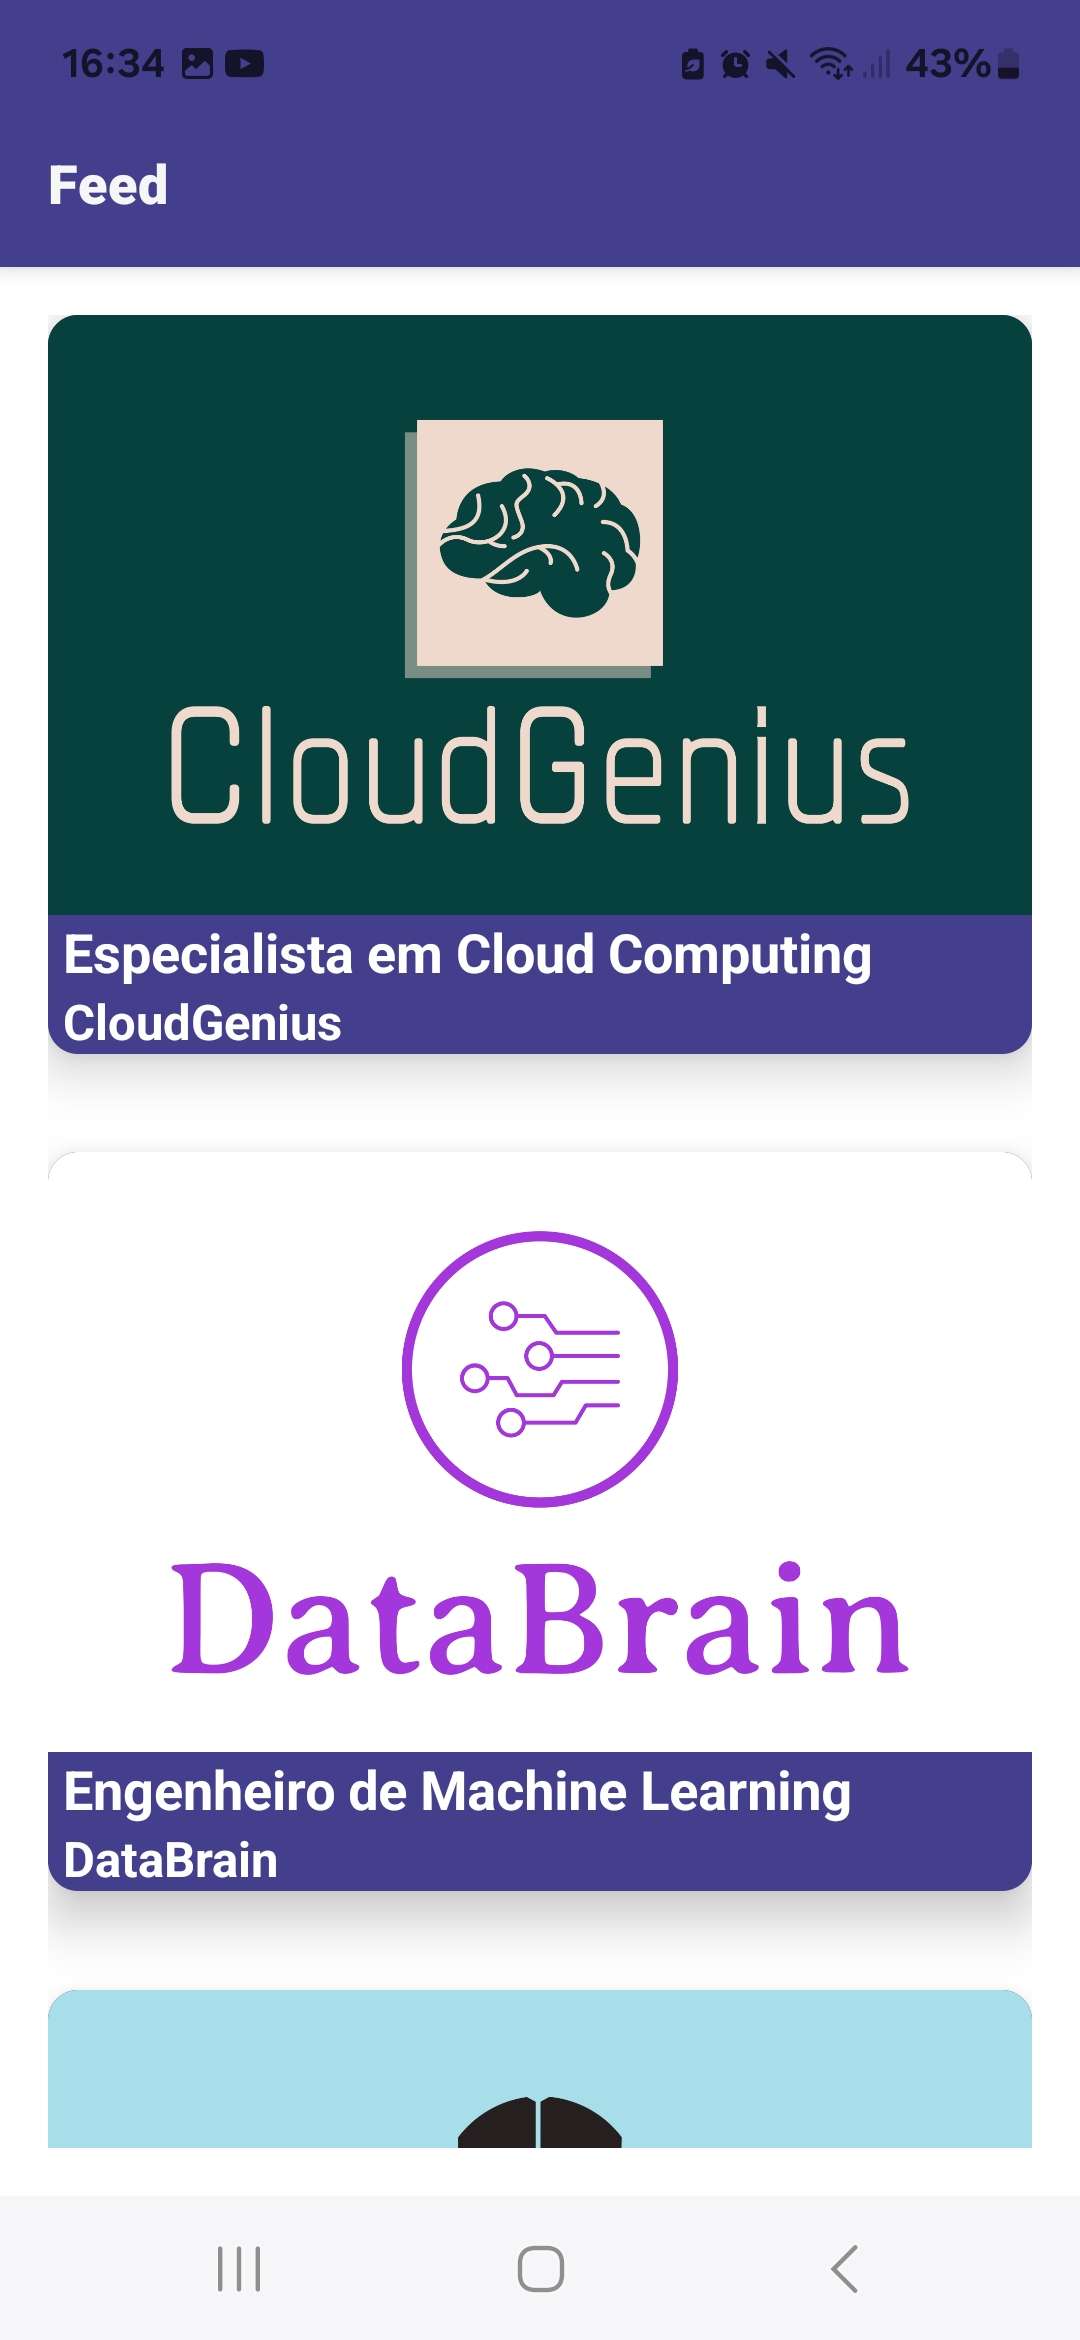 16:34
43%
Feed
CloudGenius
Especialista em Cloud Computing
CloudGenius
DataBrain
Engenheiro de Machine Learning
DataBrain